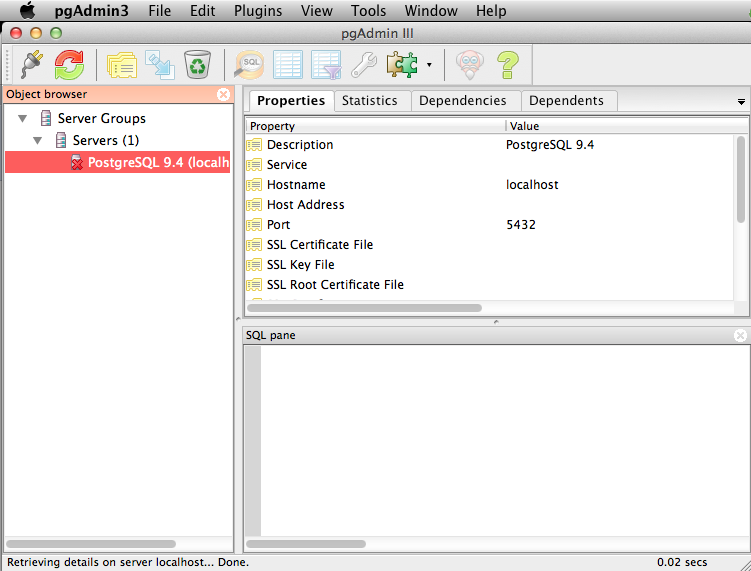 pgAdmin3 File Edit Plugins View Tools Window Help
pgAdmin III
SQL
Object browser
Server Groups
Servers (1)
PostgreSQL 9.4 (localh
Properties Statistics Dependencies Dependents
Property Value
Description PostgreSQL 9.4
Service
Hostname localhost
Host Address
Port 5432
SSL Certificate File
SSL Key File
SSL Root Certificate File
SQL pane
Retrieving details on server localhost... Done. 0.02 secs